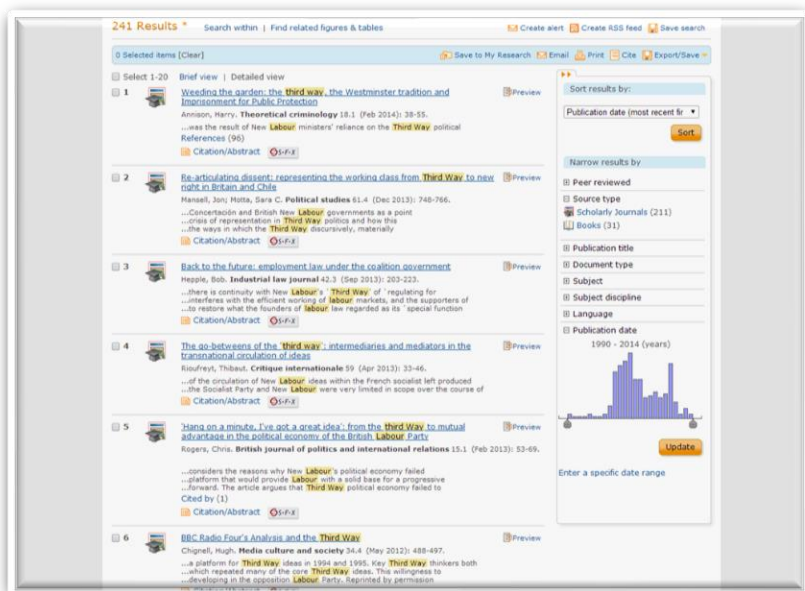 241 Results * Search within | Find related figures & tables Create alert Create RSS feed Save search
0 Selected items [Clear] Save to My Research Email Print Cite Export/Save
Select 1-20 Brief view | Detailed view
1 Weeding the garden: the third way, the Westminster tradition and Preview
Imprisonment for Public Protection
Annison, Harry. Theoretical criminology 18.1 (Feb 2014): 38-55.
...was the result of New Labour ministers' reliance on the Third Way political
References (96)
Citation/Abstract S·F·X
2 Re-articulating dissent: representing the working class from Third Way to new Preview
right in Britain and Chile
Mansell, Jon; Motta, Sara C. Political studies 61.4 (Dec 2013): 748-766.
...Concertación and British New Labour governments as a point
...crisis of representation in Third Way politics and how this
...the ways in which the Third Way discursively, materially
Citation/Abstract S·F·X
3 Back to the future: employment law under the coalition government Preview
Hepple, Bob. Industrial law journal 42.3 (Sep 2013): 203-223.
...there is continuity with New Labour's ` Third Way' of `regulating for
...interferes with the efficient working of labour markets, and the supporters of
...to restore what the founders of labour law regarded as its `special function
Citation/Abstract S·F·X
4 The go-betweens of the 'third way': intermediaries and mediators in the Preview
transnational circulation of ideas
Rioufreyt, Thibaut. Critique internationale 59 (Apr 2013): 33-46.
...of the circulation of New Labour ideas within the French socialist left produced
...the Socialist Party and New Labour were very limited in scope over the course of
Citation/Abstract S·F·X
5 'Hang on a minute, I've got a great idea': from the third Way to mutual Preview
advantage in the political economy of the British Labour Party
Rogers, Chris. British journal of politics and international relations 15.1 (Feb 2013): 53-69.
...considers the reasons why New Labour's political economy failed
...platform that would provide Labour with a solid base for a progressive
...forward. The article argues that Third Way political economy failed to
Cited by (1)
Citation/Abstract S·F·X
6 BBC Radio Four's Analysis and the Third Way Preview
Chignell, Hugh. Media culture and society 34.4 (May 2012): 488-497.
...a platform for Third Way ideas in 1994 and 1995. Key Third Way thinkers both
...which repeated many of the core Third Way ideas. This willingness to
...developing in the opposition Labour Party. Reprinted by permission
Citation/Abstract
Sort results by:
Publication date (most recent fir
Sort
Narrow results by
Peer reviewed
Source type
Scholarly Journals (211)
Books (31)
Publication title
Document type
Subject
Subject discipline
Language
Publication date
1990 - 2014 (years)
Update
Enter a specific date range